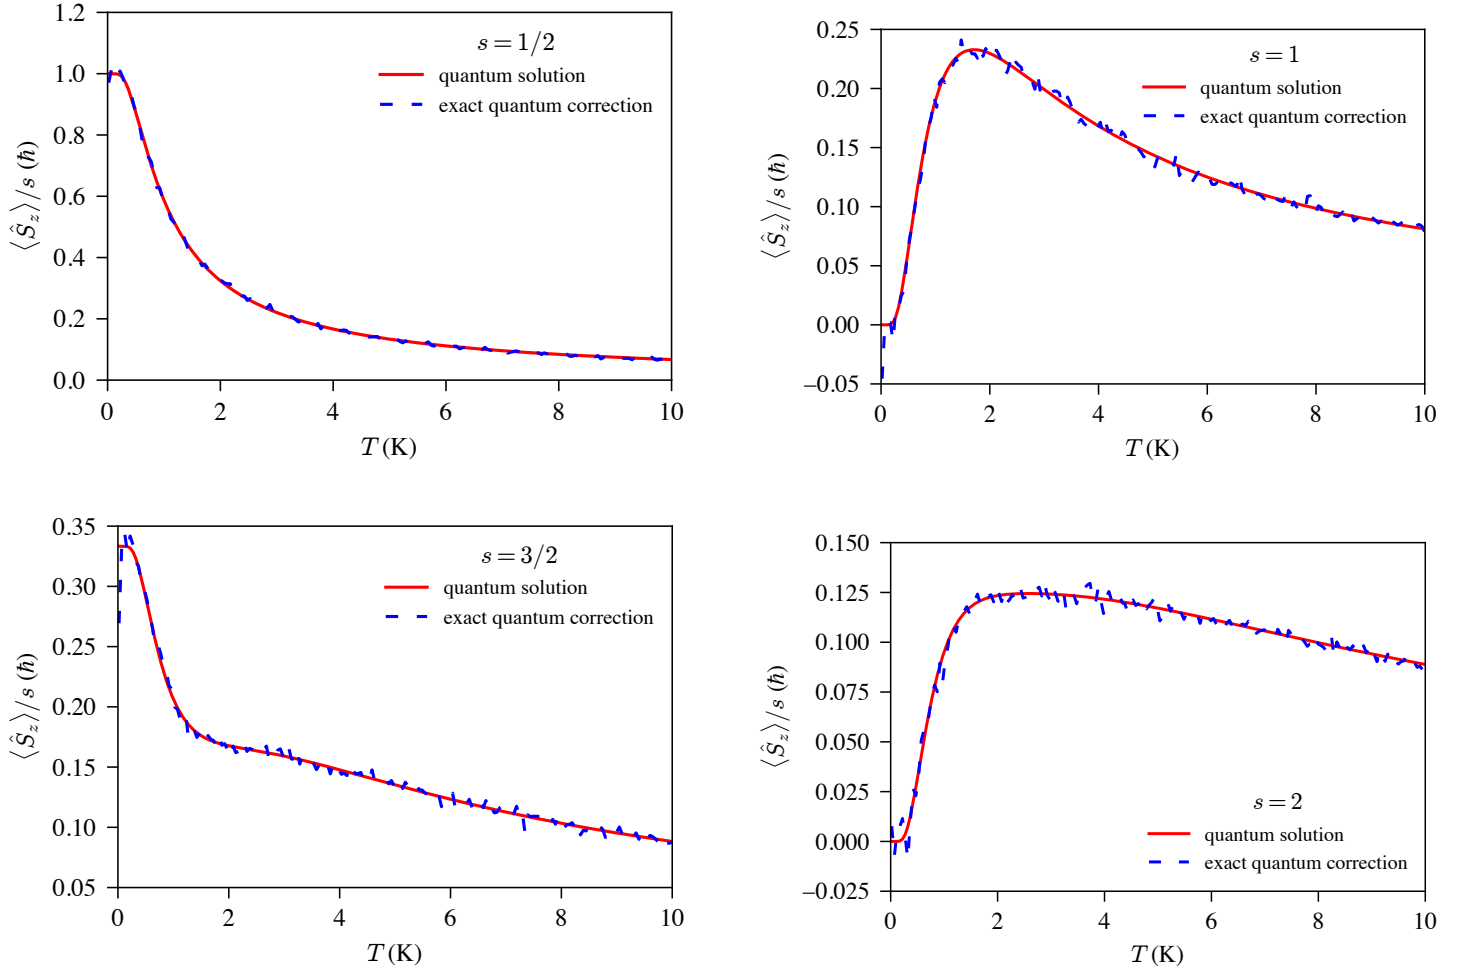 1.2
1.0
0.8
0.6
0.4
0.2
0.0
⟨Ŝz⟩/s (ħ)
s = 1/2
quantum solution
exact quantum correction
0 2 4 6 8 10
T (K)
0.25
0.20
0.15
0.10
0.05
0.00
−0.05
⟨Ŝz⟩/s (ħ)
s = 1
quantum solution
exact quantum correction
0 2 4 6 8 10
T (K)
0.35
0.30
0.25
0.20
0.15
0.10
0.05
⟨Ŝz⟩/s (ħ)
s = 3/2
quantum solution
exact quantum correction
0 2 4 6 8 10
T (K)
0.150
0.125
0.100
0.075
0.050
0.025
0.000
−0.025
⟨Ŝz⟩/s (ħ)
s = 2
quantum solution
exact quantum correction
0 2 4 6 8 10
T (K)